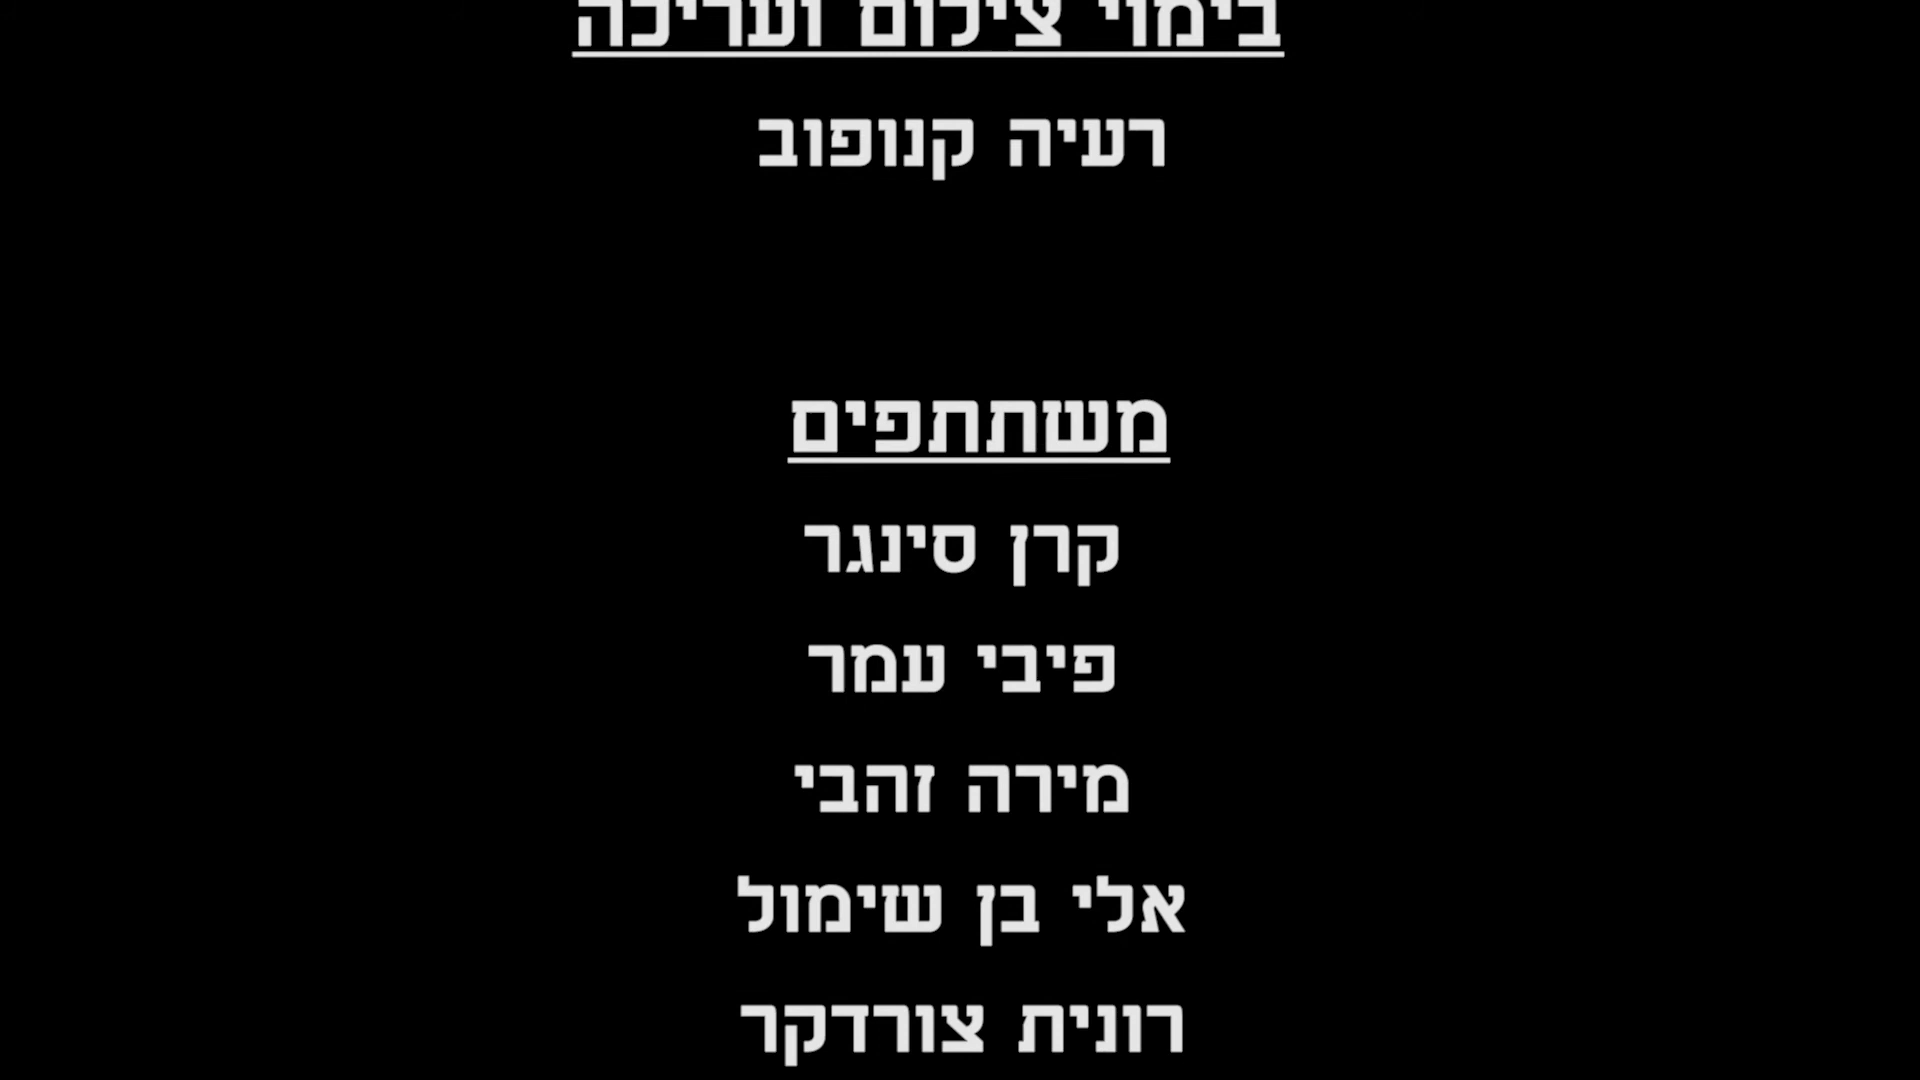 בימוי צילום ועריכה
רעיה קנופוב
משתתפים
קרן סינגר
פיבי עמר
מירה זהבי
אלי בן שימול
רונית צורדקר